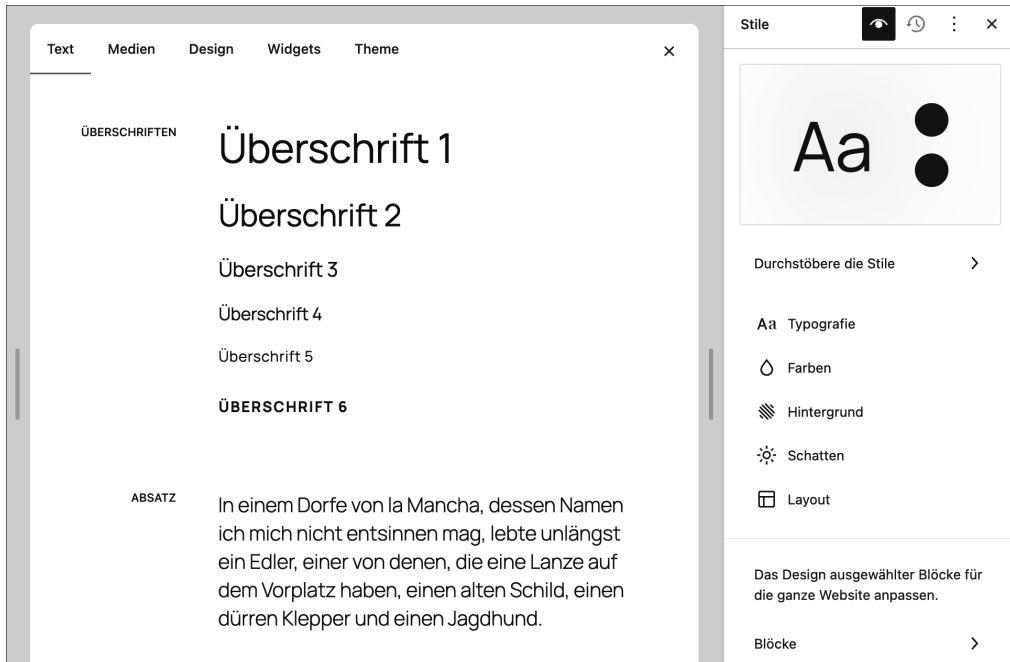 Text Medien Design Widgets Theme
ÜBERSCHRIFTEN
Überschrift 1
Überschrift 2
Überschrift 3
Überschrift 4
Überschrift 5
ÜBERSCHRIFT 6
ABSATZ
In einem Dorfe von la Mancha, dessen Namen
ich mich nicht entsinnen mag, lebte unlängst
ein Edler, einer von denen, die eine Lanze auf
dem Vorplatz haben, einen alten Schild, einen
dürren Klepper und einen Jagdhund.
Stile
Aa
Durchstöbere die Stile
Aa Typografie
Farben
Hintergrund
Schatten
Layout
Das Design ausgewählter Blöcke für
die ganze Website anpassen.
Blöcke